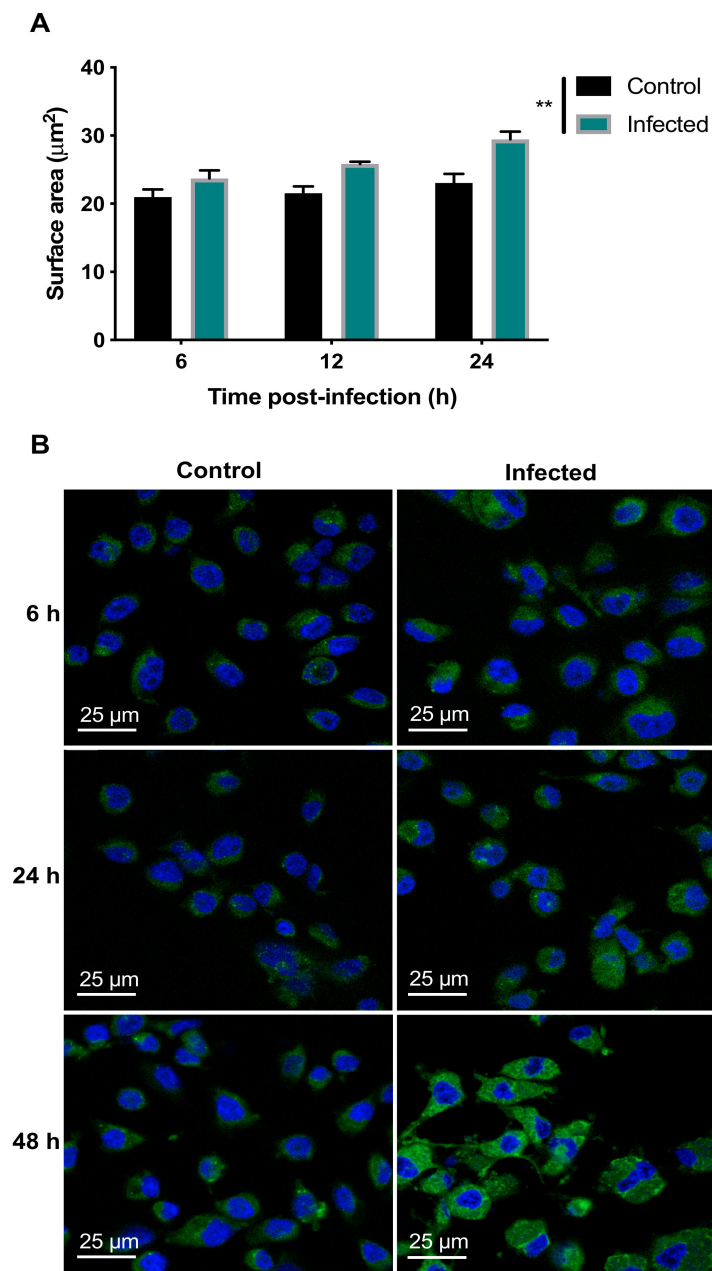 A
40
30
20
10
0
Surface area (μm²)
6
12
24
Time post-infection (h)
**
Control
Infected
B
Control
Infected
6 h
25 µm
25 µm
24 h
25 µm
25 µm
48 h
25 µm
25 µm